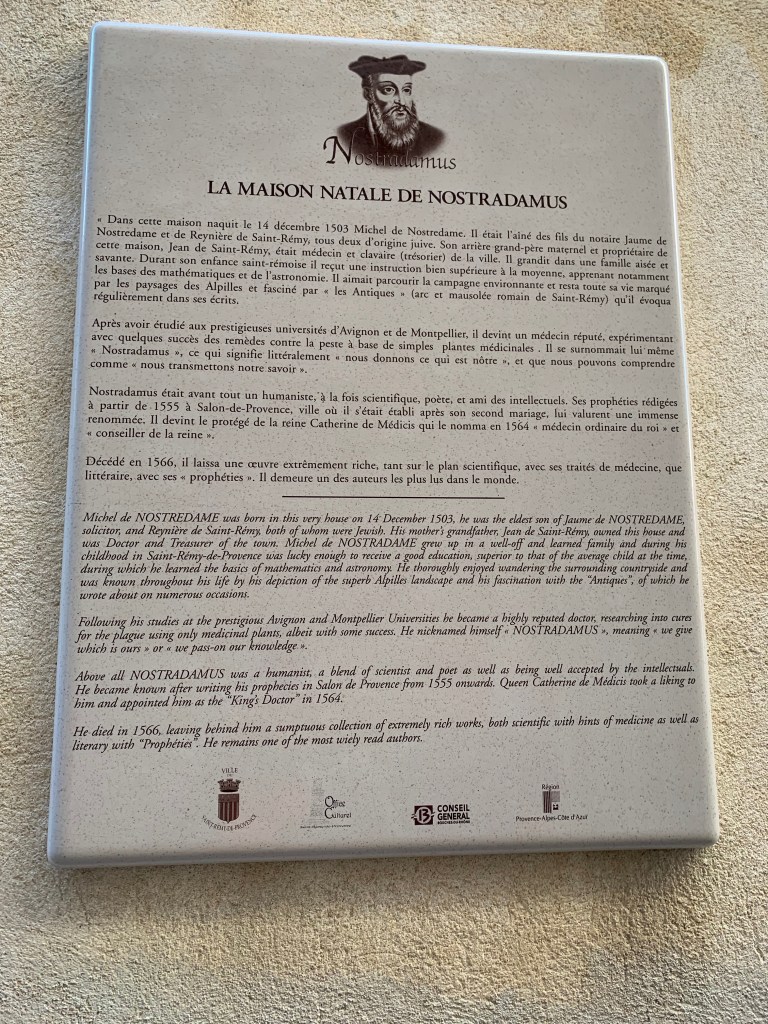 Nostradamus
LA MAISON NATALE DE NOSTRADAMUS
« Dans cette maison naquit le 14 décembre 1503 Michel de Nostredame. Il était l'aîné des fils du notaire Jaume de
Nostredame et de Reynière de Saint-Rémy, tous deux d'origine juive. Son arrière-grand-père maternel et propriétaire de
cette maison, Jean de Saint-Rémy, était médecin et clavaire (trésorier) de la ville. Il grandit dans une famille aisée et
savante. Durant son enfance saint-rémoise il reçut une instruction bien supérieure à la moyenne, apprenant notamment
les bases des mathématiques et de l'astronomie. Il aimait parcourir la campagne environnante et resta toute sa vie marqué
par les paysages des Alpilles et fasciné par « les Antiques » (arc et mausolée romain de Saint-Rémy) qu'il évoqua
régulièrement dans ses écrits.
Après avoir étudié aux prestigieuses universités d'Avignon et de Montpellier, il devint un médecin réputé, expérimentant
avec quelques succès des remèdes contre la peste à base de simples plantes médicinales . Il se surnommait lui même
« Nostradamus », ce qui signifie littéralement « nous donnons ce qui est nôtre », et que nous pouvons comprendre
comme « nous transmettons notre savoir ».
Nostradamus était avant tout un humaniste, à la fois scientifique, poète, et ami des intellectuels. Ses prophéties rédigées
à partir de 1555 à Salon-de-Provence, ville où il s'était établi après son second mariage, lui valurent une immense
renommée. Il devint le protégé de la reine Catherine de Médicis qui le nomma en 1564 « médecin ordinaire du roi » et
« conseiller de la reine ».
Décédé en 1566, il laissa une œuvre extrêmement riche, tant sur le plan scientifique, avec ses traités de médecine, que
littéraire, avec ses « prophéties ». Il demeure un des auteurs les plus lus dans le monde.
Michel de NOSTREDAME was born in this very house on 14 December 1503, he was the eldest son of Jaume de NOSTREDAME,
solicitor, and Reynière de Saint-Rémy, both of whom were Jewish. His mother's grandfather, Jean de Saint-Rémy, owned this house and
was Doctor and Treasurer of the town. Michel de NOSTREDAME grew up in a well-off and learned family and during his
childhood in Saint-Rémy-de-Provence was lucky enough to receive a good education, superior to that of the average child at the time,
during which he learned the basics of mathematics and astronomy. He thoroughly enjoyed wandering the surrounding countryside and
was known throughout his life by his depiction of the superb Alpilles landscape and his fascination with the "Antiques", of which he
wrote about on numerous occasions.
Following his studies at the prestigious Avignon and Montpellier Universities he became a highly reputed doctor, researching into cures
for the plague using only medicinal plants, albeit with some success. He nicknamed himself « NOSTRADAMUS », meaning « we give
which is ours » or « we pass-on our knowledge ».
Above all NOSTRADAMUS was a humanist, a blend of scientist and poet as well as being well accepted by the intellectuals.
He became known after writing his prophecies in Salon de Provence from 1555 onwards. Queen Catherine de Médicis took a liking to
him and appointed him as the "King's Doctor" in 1564.
He died in 1566, leaving behind him a sumptuous collection of extremely rich works, both scientific with hints of medicine as well as
literary with "Prophéties". He remains one of the most wiely read authors.
VILLE
DE
SAINT-RÉMY-DE-PROVENCE
Office
Culturel
CONSEIL
GENERAL
BOUCHES-DU-RHÔNE
Région
Provence-Alpes-Côte d'Azur